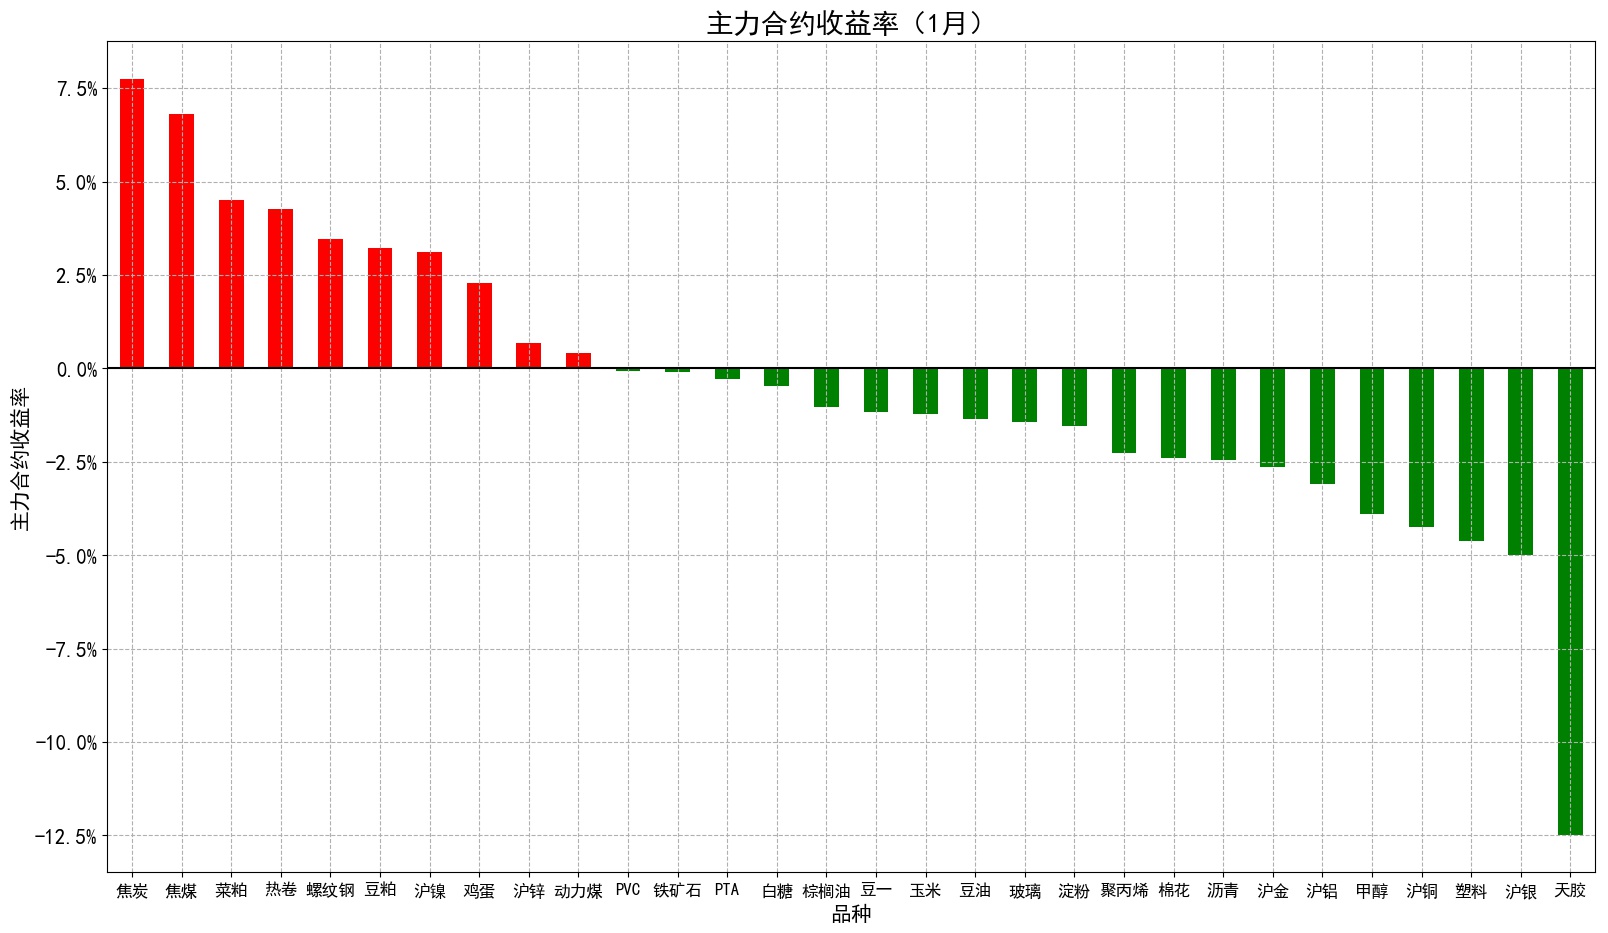 主力合约收益率（1月）
主力合约收益率
7.5%
5.0%
2.5%
0.0%
−2.5%
−5.0%
−7.5%
−10.0%
−12.5%
焦炭 焦煤 菜粕 热卷 螺纹钢 豆粕 沪镍 鸡蛋 沪锌 动力煤 PVC 铁矿石 PTA 白糖 棕榈油 豆一 玉米 豆油 玻璃 淀粉 聚丙烯 棉花 沥青 沪金 沪铝 甲醇 沪铜 塑料 沪银 天胶
品种